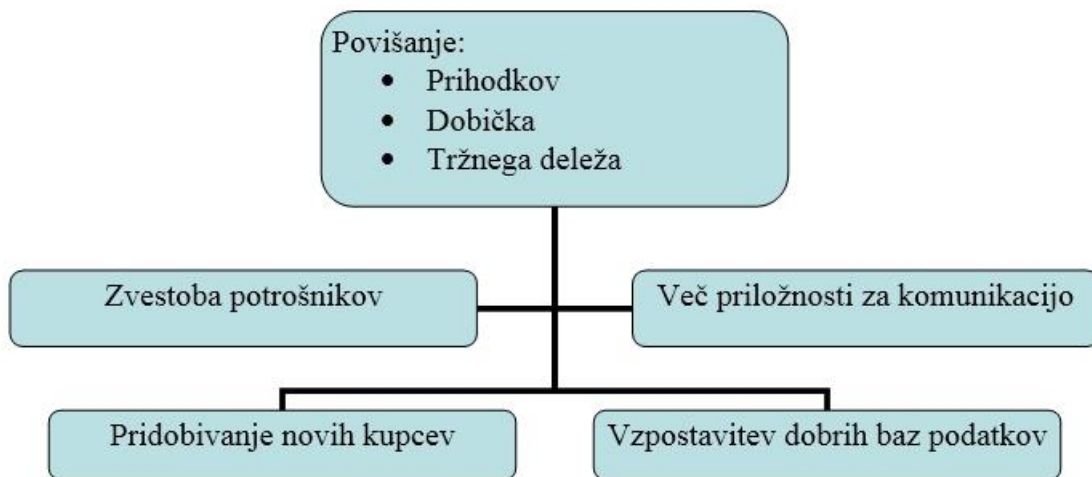 Povišanje:
• Prihodkov
• Dobička
• Tržnega deleža
Zvestoba potrošnikov
Več priložnosti za komunikacijo
Pridobivanje novih kupcev
Vzpostavitev dobrih baz podatkov